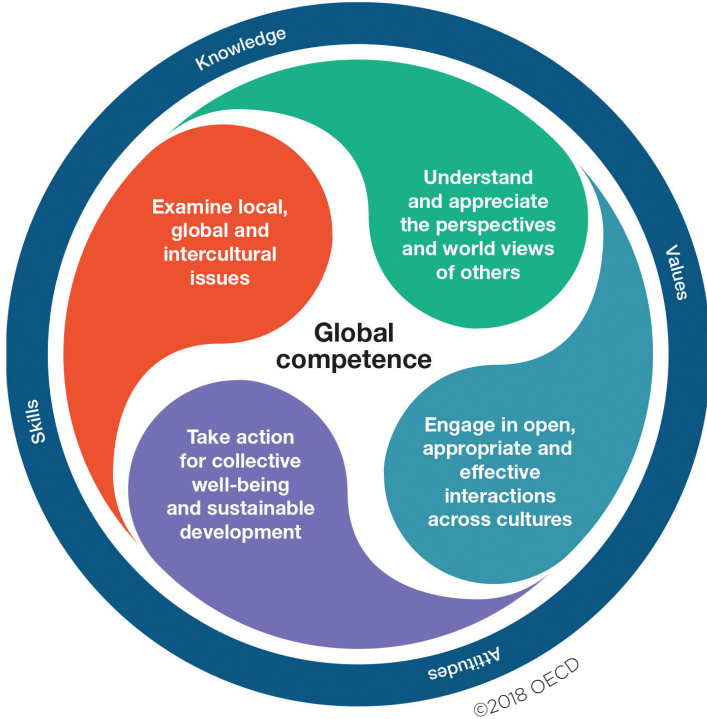 Knowledge
Understand
and appreciate
the perspectives
and world views
of others
Examine local,
global and
intercultural
issues
Values
Global
competence
Skills
Take action
for collective
well-being
and sustainable
development
Engage in open,
appropriate and
effective
interactions
across cultures
Attitudes
©2018 OECD